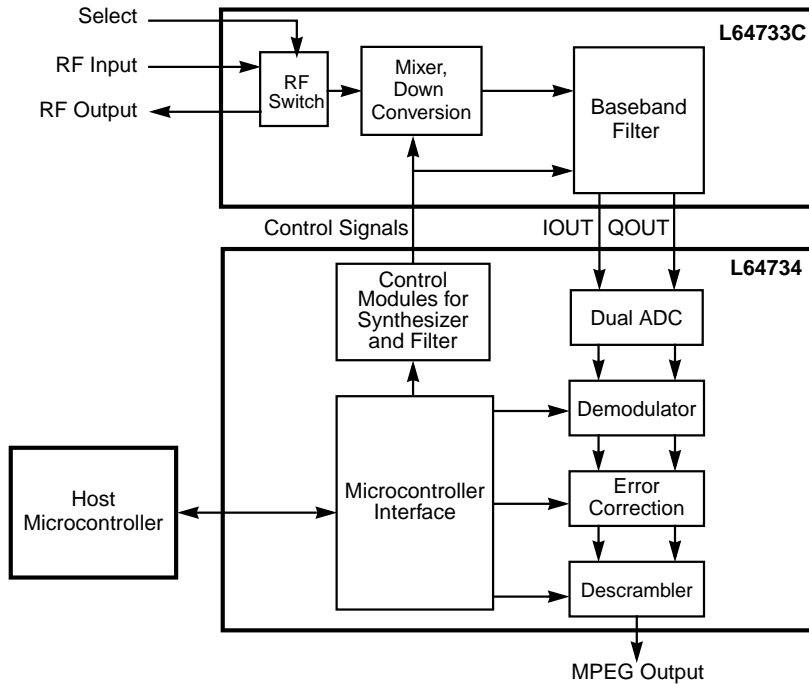 Select
L64733C
RF Input
RF Output
RF
Switch
Mixer,
Down
Conversion
Baseband
Filter
Control Signals
IOUT
QOUT
L64734
Control
Modules for
Synthesizer
and Filter
Dual ADC
Demodulator
Host
Microcontroller
Microcontroller
Interface
Error
Correction
Descrambler
MPEG Output